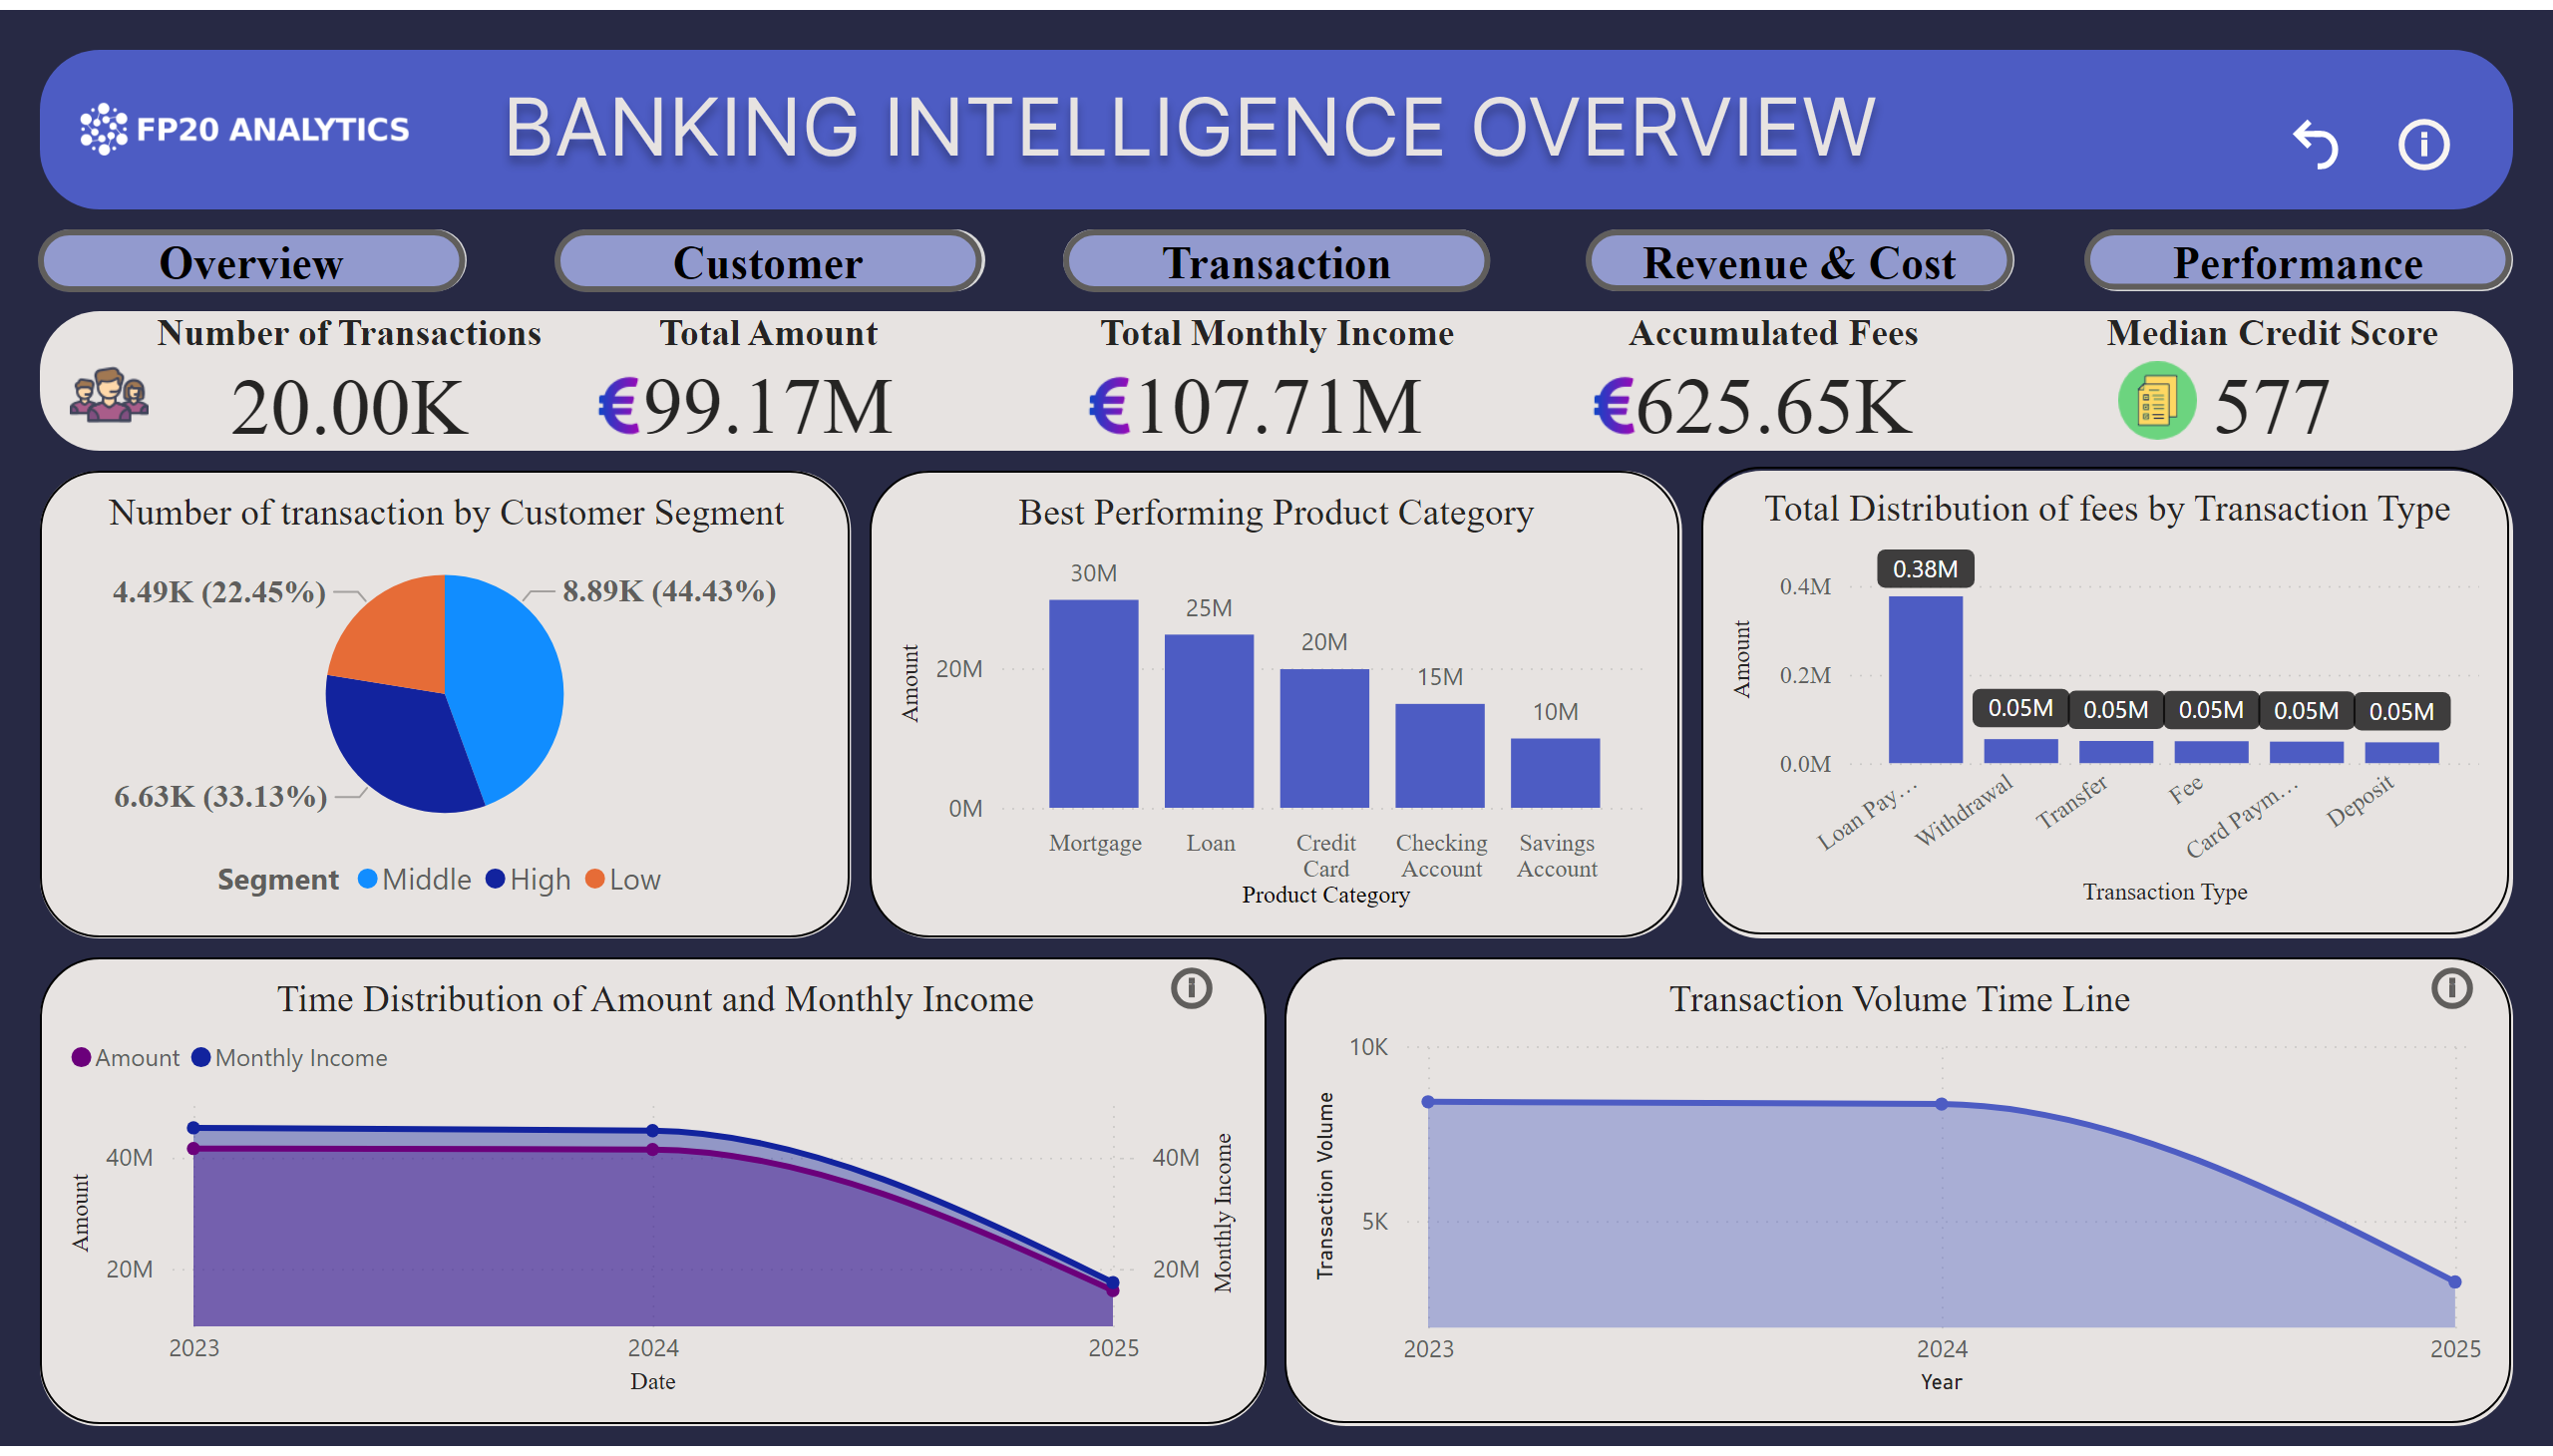 FP20 ANALYTICS
BANKING INTELLIGENCE OVERVIEW
Overview
Customer
Transaction
Revenue & Cost
Performance
Number of Transactions
20.00K
Total Amount
€99.17M
Total Monthly Income
€107.71M
Accumulated Fees
€625.65K
Median Credit Score
577
Number of transaction by Customer Segment
4.49K (22.45%)
8.89K (44.43%)
6.63K (33.13%)
Segment Middle High Low
Best Performing Product Category
Amount
20M
0M
30M
25M
20M
15M
10M
Mortgage
Loan
Credit
Card
Checking
Account
Savings
Account
Product Category
Total Distribution of fees by Transaction Type
Amount
0.4M
0.2M
0.0M
0.38M
0.05M
0.05M
0.05M
0.05M
0.05M
Loan Pay...
Withdrawal
Transfer
Fee
Card Paym...
Deposit
Transaction Type
Time Distribution of Amount and Monthly Income
Amount Monthly Income
Amount
40M
20M
40M
20M
Monthly Income
2023
2024
2025
Date
Transaction Volume Time Line
Transaction Volume
10K
5K
2023
2024
2025
Year